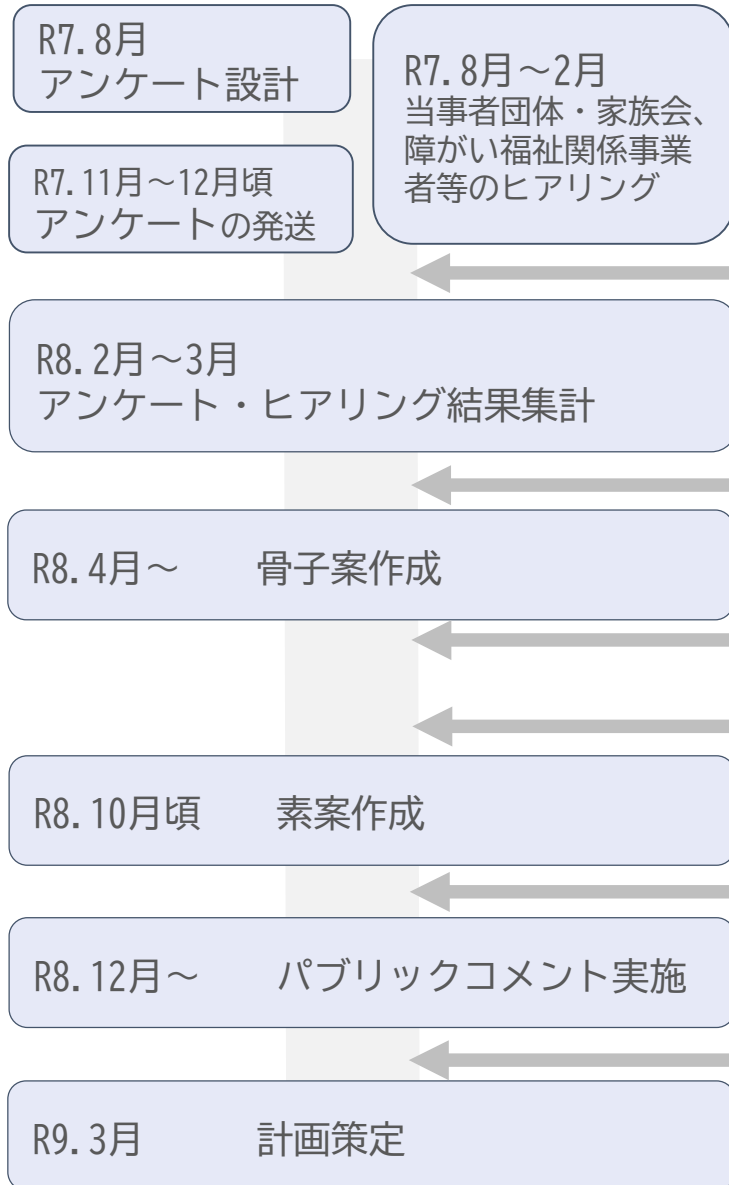 R7.8月
アンケート設計
R7.8月～2月
当事者団体・家族会、
障がい福祉関係事業
者等のヒアリング
R7.11月～12月頃
アンケートの発送
R8.2月～3月
アンケート・ヒアリング結果集計
R8.4月～　　骨子案作成
R8.10月頃　　素案作成
R8.12月～　　パブリックコメント実施
R9.3月　　　計画策定